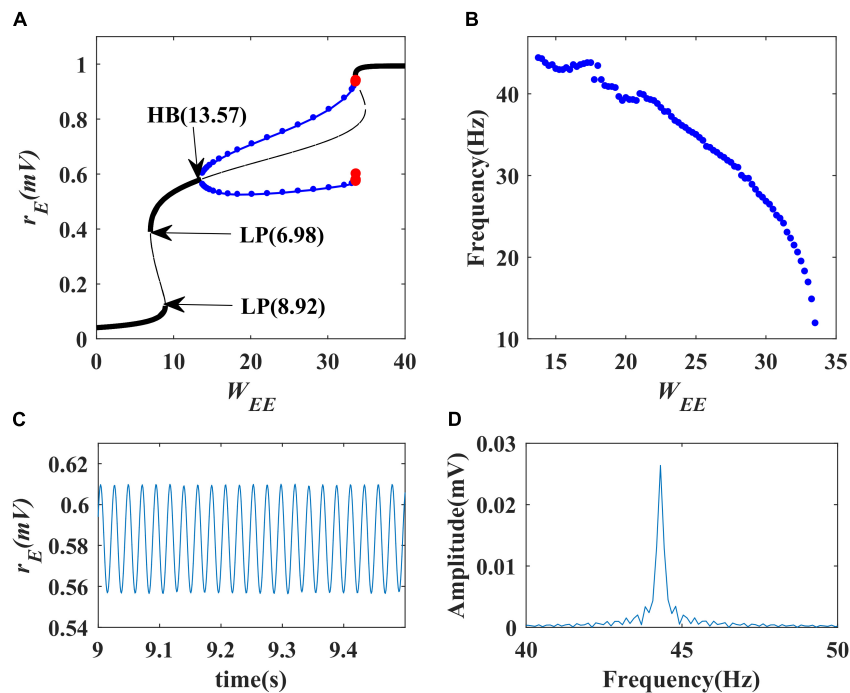 A
1
0.8
0.6
0.4
0.2
0
0 10 20 30 40
r_E(mV)
W_EE
HB(13.57)
LP(6.98)
LP(8.92)
B
40
30
20
10
15 20 25 30 35
Frequency(Hz)
W_EE
C
0.62
0.6
0.58
0.56
0.54
9 9.1 9.2 9.3 9.4
r_E(mV)
time(s)
D
0.03
0.02
0.01
0
40 45 50
Amplitude(mV)
Frequency(Hz)